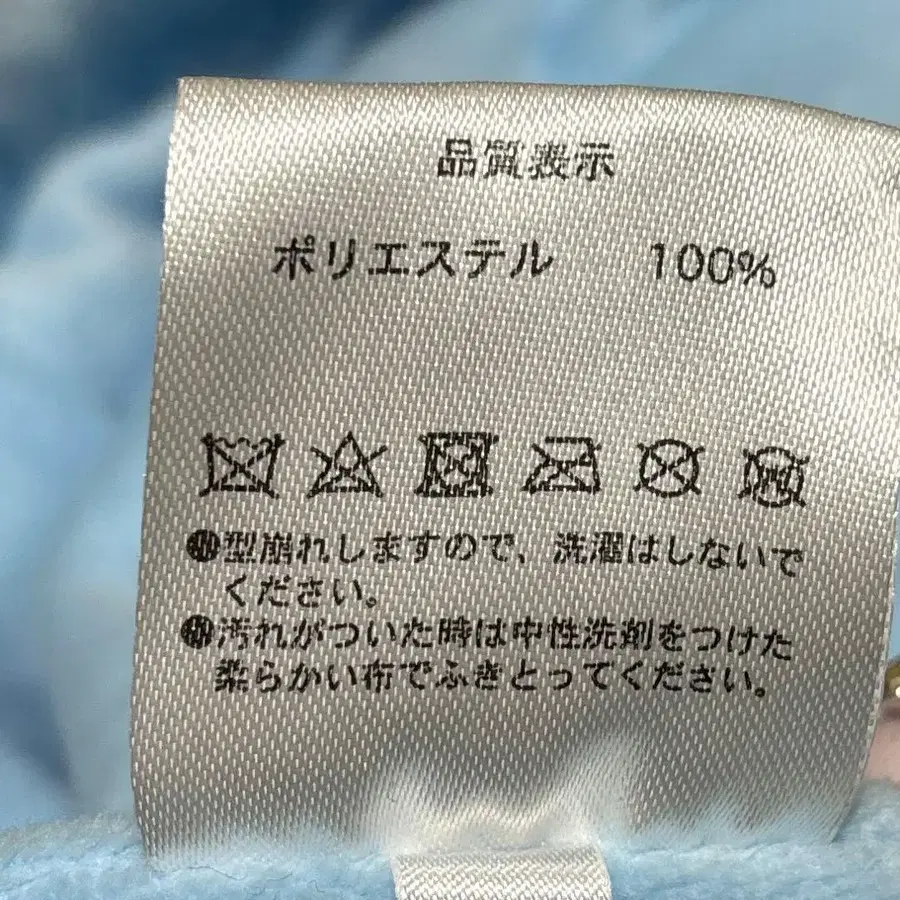 品質表示
ポリエステル 100%
●型崩れしますので、洗濯はしないで
ください。
●汚れがついた時は中性洗剤をつけた
柔らかい布でふきとってください。